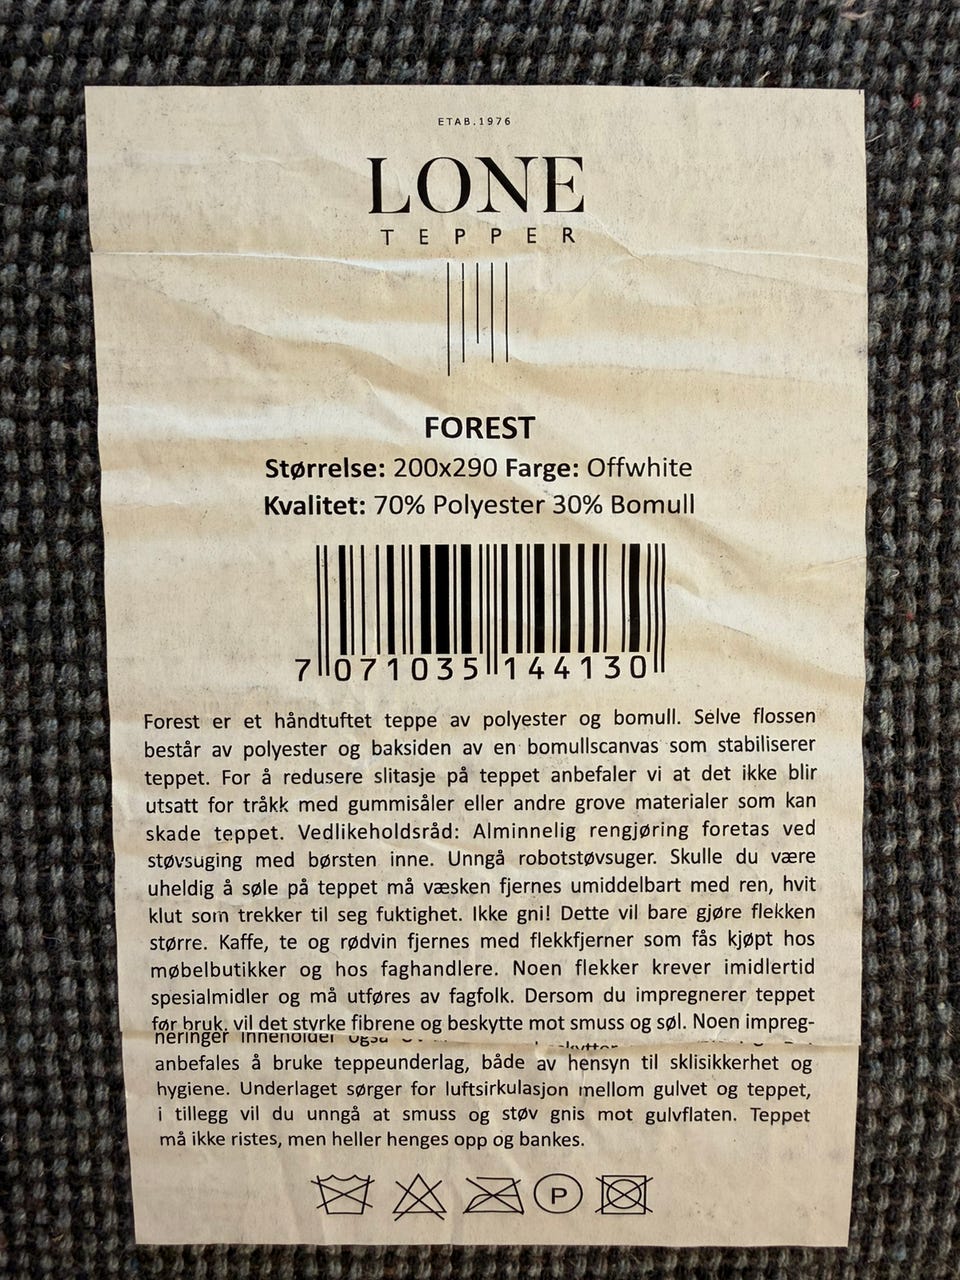 ETAB.1976
LONE
TEPPER
FOREST
Størrelse: 200x290 Farge: Offwhite
Kvalitet: 70% Polyester 30% Bomull
7 071035 144130
Forest er et håndtuftet teppe av polyester og bomull. Selve flossen
består av polyester og baksiden av en bomullscanvas som stabiliserer
teppet. For å redusere slitasje på teppet anbefaler vi at det ikke blir
utsatt for tråkk med gummisåler eller andre grove materialer som kan
skade teppet. Vedlikeholdsråd: Alminnelig rengjøring foretas ved
støvsuging med børsten inne. Unngå robotstøvsuger. Skulle du være
uheldig å søle på teppet må væsken fjernes umiddelbart med ren, hvit
klut som trekker til seg fuktighet. Ikke gni! Dette vil bare gjøre flekken
større. Kaffe, te og rødvin fjernes med flekkfjerner som fås kjøpt hos
møbelbutikker og hos faghandlere. Noen flekker krever imidlertid
spesialmidler og må utføres av fagfolk. Dersom du impregnerer teppet
før bruk, vil det styrke fibrene og beskytte mot smuss og søl. Noen impreg-
neringer inneholder også
anbefales å bruke teppeunderlag, både av hensyn til sklisikkerhet og
hygiene. Underlaget sørger for luftsirkulasjon mellom gulvet og teppet,
i tillegg vil du unngå at smuss og støv gnis mot gulvflaten. Teppet
må ikke ristes, men heller henges opp og bankes.
P